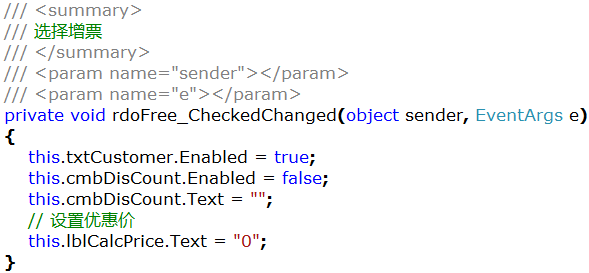 /// <summary>
/// 选择增票
/// </summary>
/// <param name="sender"></param>
/// <param name="e"></param>
private void rdoFree_CheckedChanged(object sender, EventArgs e)
{
    this.txtCustomer.Enabled = true;
    this.cmbDisCount.Enabled = false;
    this.cmbDisCount.Text = "";
    // 设置优惠价
    this.lblCalcPrice.Text = "0";
}